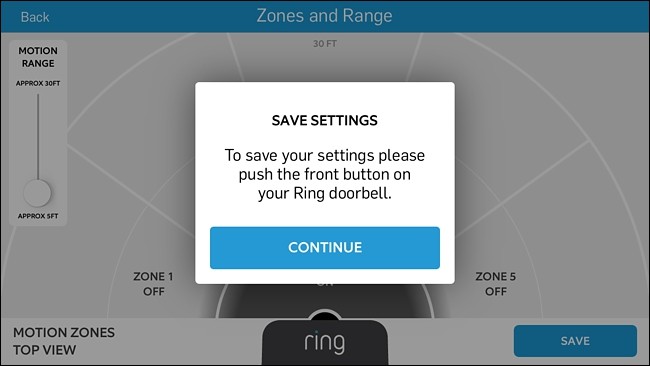 Back
Zones and Range
MOTION
RANGE
APPROX 30FT
30 FT
SAVE SETTINGS
To save your settings please
push the front button on
your Ring doorbell.
CONTINUE
APPROX 5FT
ZONE 1
OFF
ON
ZONE 5
OFF
MOTION ZONES
TOP VIEW
ring
SAVE